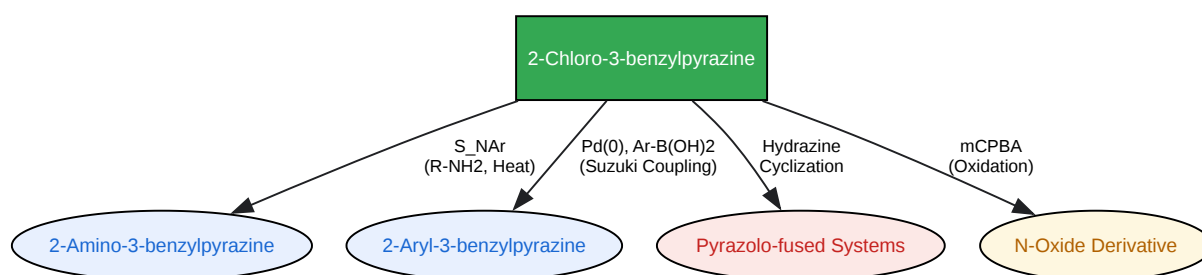 2-Chloro-3-benzylpyrazine
S_NAr
(R-NH2, Heat)
Pd(0), Ar-B(OH)2
(Suzuki Coupling)
Hydrazine
Cyclization
mCPBA
(Oxidation)
2-Amino-3-benzylpyrazine
2-Aryl-3-benzylpyrazine
Pyrazolo-fused Systems
N-Oxide Derivative